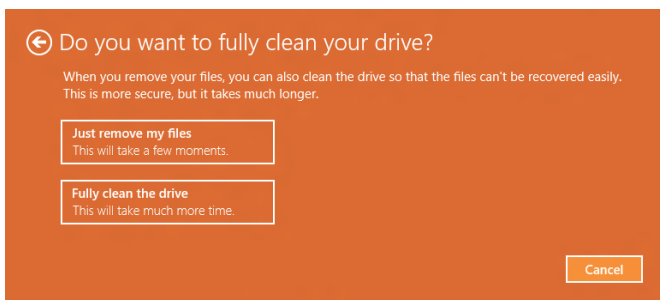 Do you want to fully clean your drive?
When you remove your files, you can also clean the drive so that the files can't be recovered easily.
This is more secure, but it takes much longer.
Just remove my files
This will take a few moments.
Fully clean the drive
This will take much more time.
Cancel